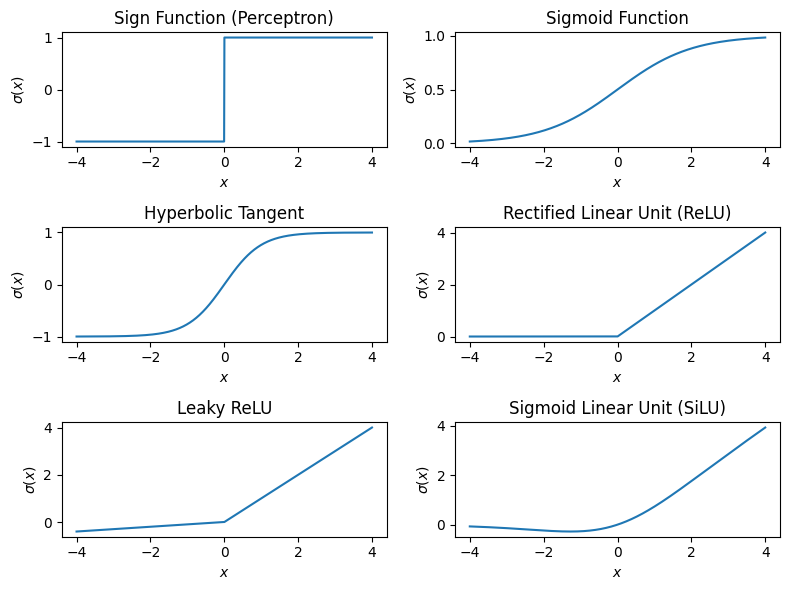 Sign Function (Perceptron)
1
0
−1
σ(x)
−4 −2 0 2 4
x
Sigmoid Function
1.0
0.5
0.0
σ(x)
−4 −2 0 2 4
x
Hyperbolic Tangent
1
0
−1
σ(x)
−4 −2 0 2 4
x
Rectified Linear Unit (ReLU)
4
2
0
σ(x)
−4 −2 0 2 4
x
Leaky ReLU
4
2
0
σ(x)
−4 −2 0 2 4
x
Sigmoid Linear Unit (SiLU)
4
2
0
σ(x)
−4 −2 0 2 4
x